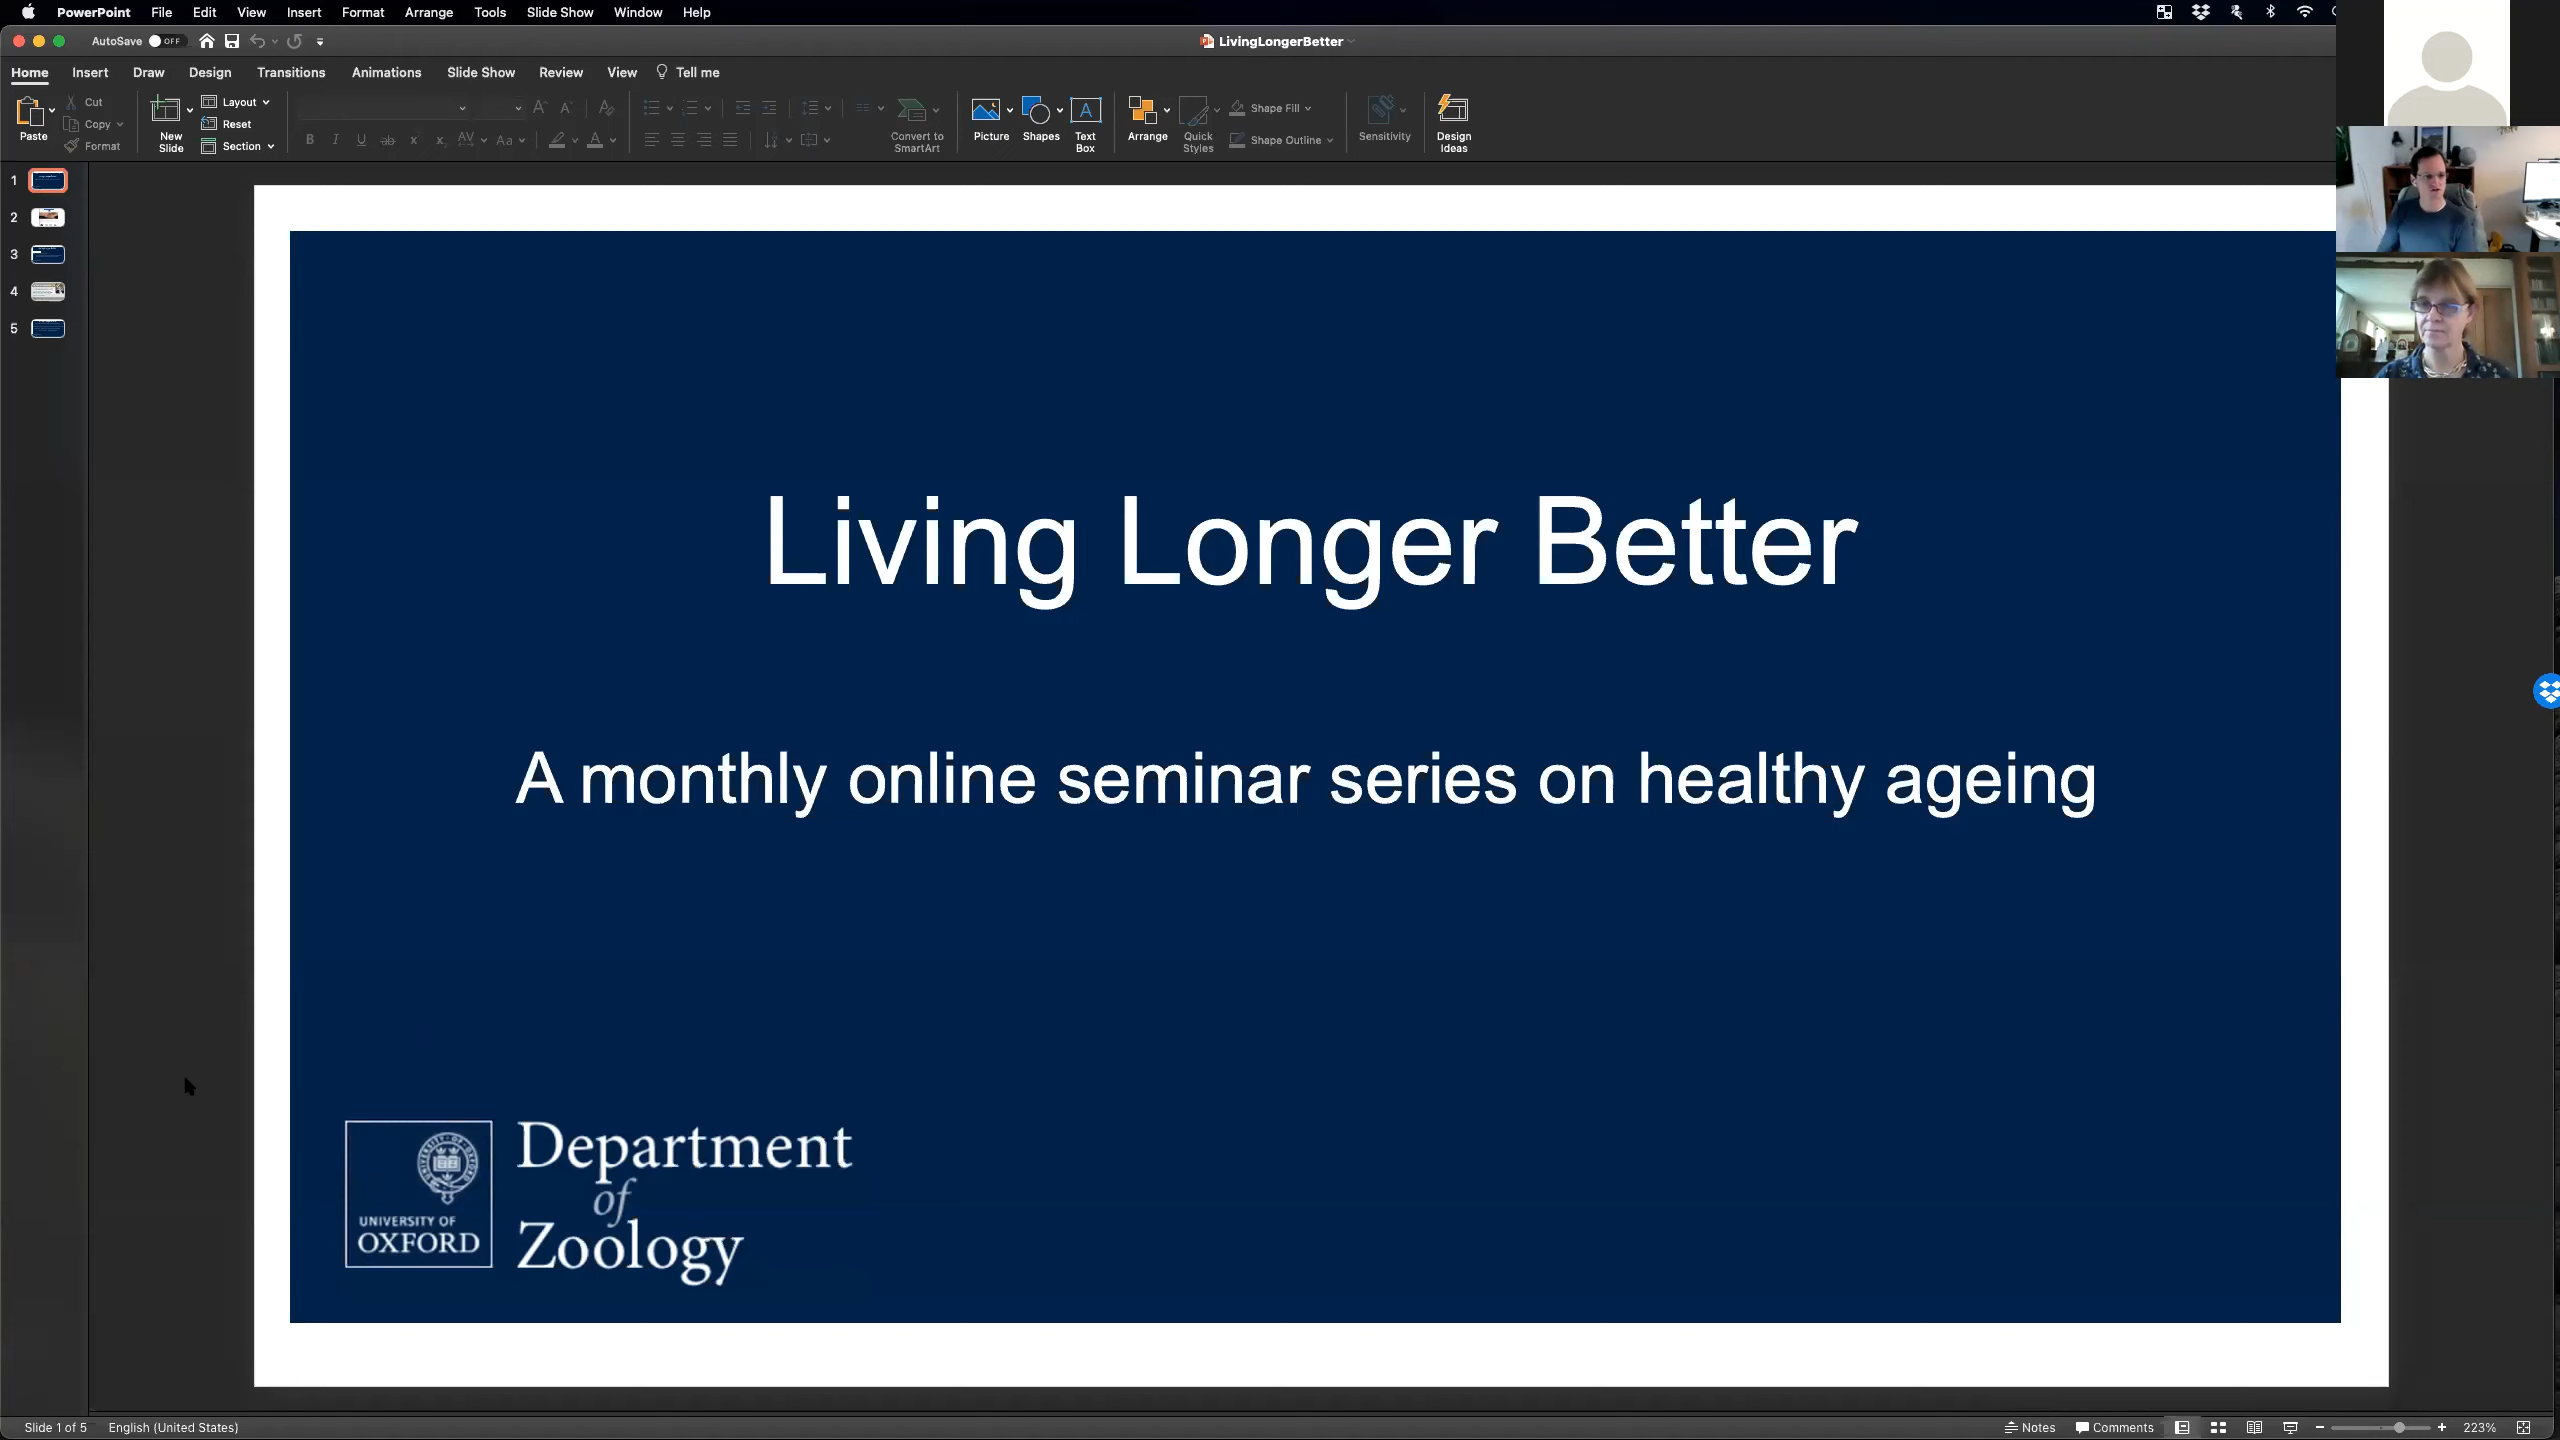 PowerPoint File Edit View Insert Format Arrange Tools Slide Show Window Help
AutoSave OFF
LivingLongerBetter
Home Insert Draw Design Transitions Animations Slide Show Review View Tell me
Paste
Cut
Copy
Format
New Slide
Layout
Reset
Section
B I U ab x x AV Aa A
Convert to SmartArt
Picture
Shapes
Text Box
Arrange
Quick Styles
Shape Fill
Shape Outline
Sensitivity
Design Ideas
1
2
3
4
5
Living Longer Better
A monthly online seminar series on healthy ageing
UNIVERSITY OF
OXFORD
Department
of
Zoology
Slide 1 of 5 English (United States) Notes Comments 223%